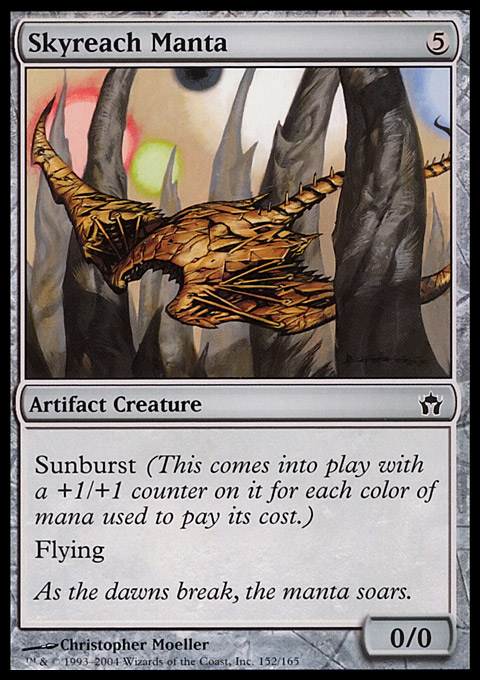 Skyreach Manta 5
Artifact Creature
Sunburst (This comes into play with
a +1/+1 counter on it for each color of
mana used to pay its cost.)
Flying
As the dawns break, the manta soars.
Christopher Moeller
0/0
™ & © 1993–2004 Wizards of the Coast, Inc. 152/165